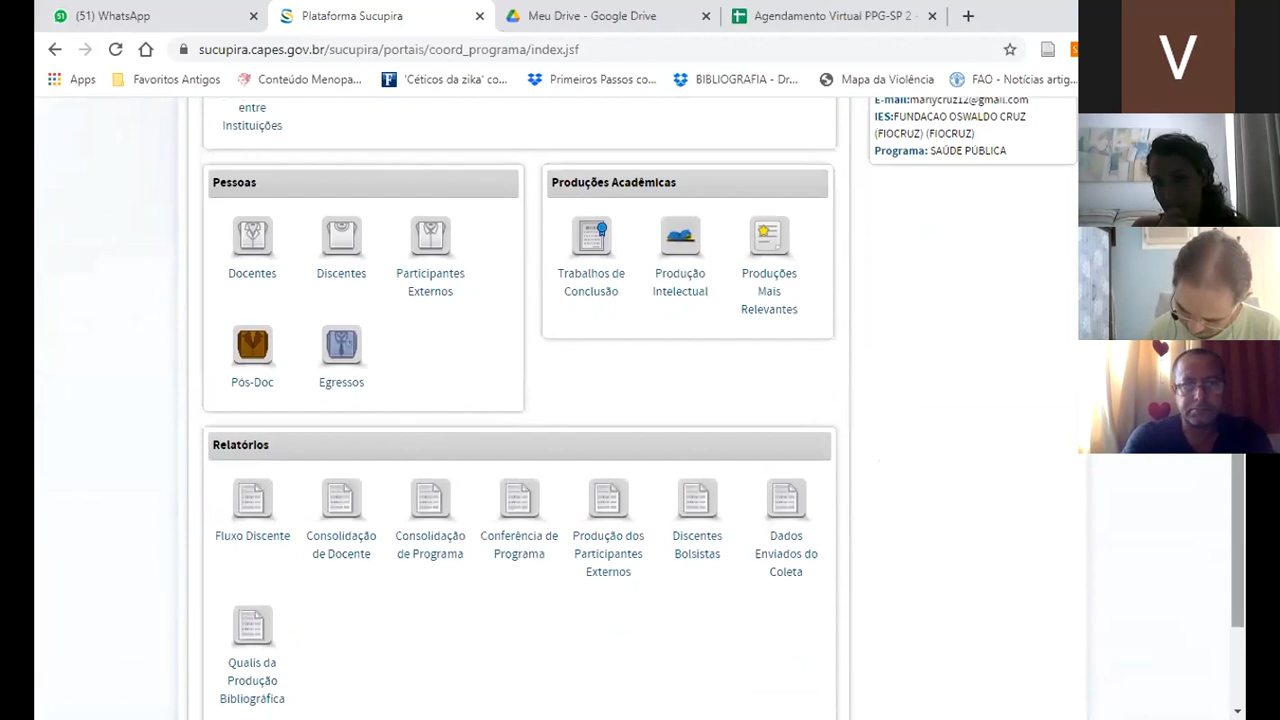 (51) WhatsApp
Plataforma Sucupira
Meu Drive - Google Drive
Agendamento Virtual PPG-SP 2 -
sucupira.capes.gov.br/sucupira/portais/coord_programa/index.jsf
Apps
Favoritos Antigos
Conteúdo Menopa...
'Céticos da zika' co...
Primeiros Passos co...
BIBLIOGRAFIA - Dr...
Mapa da Violência
FAO - Notícias artig...
V
entre
Instituições
E-mail:marlycruz12@gmail.com
IES:FUNDACAO OSWALDO CRUZ
(FIOCRUZ) (FIOCRUZ)
Programa: SAÚDE PÚBLICA
Pessoas
Docentes
Discentes
Participantes
Externos
Pós-Doc
Egressos
Produções Acadêmicas
Trabalhos de
Conclusão
Produção
Intelectual
Produções
Mais
Relevantes
Relatórios
Fluxo Discente
Consolidação
de Docente
Consolidação
de Programa
Conferência de
Programa
Produção dos
Participantes
Externos
Discentes
Bolsistas
Dados
Enviados do
Coleta
Qualis da
Produção
Bibliográfica